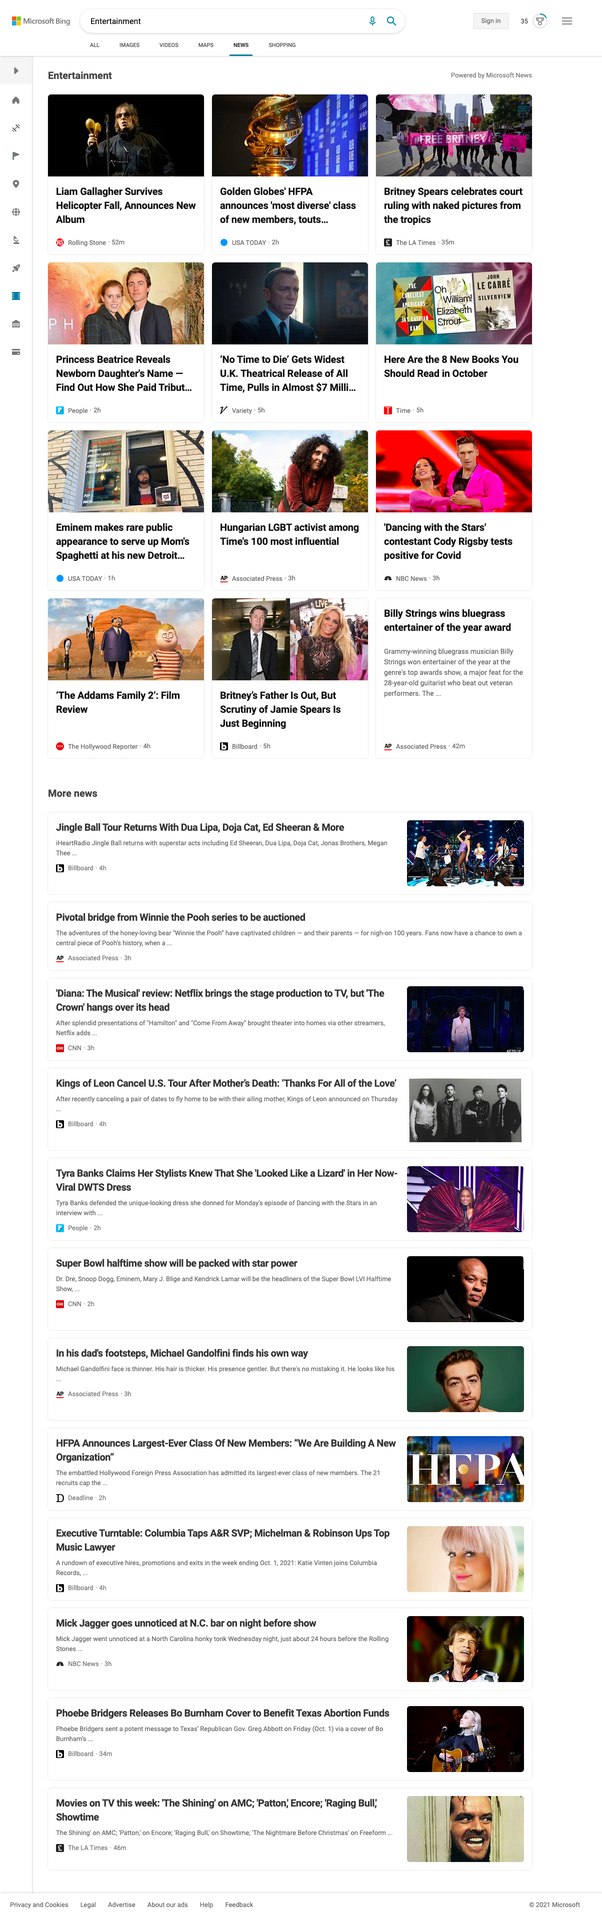 Microsoft Bing
Entertainment
Sign in
35
ALL IMAGES VIDEOS MAPS NEWS SHOPPING
Entertainment
Powered by Microsoft News
Liam Gallagher Survives
Helicopter Fall, Announces New
Album
Rolling Stone · 52m
Golden Globes' HFPA
announces 'most diverse' class
of new members, touts...
USA TODAY · 2h
FREE BRITNEY
Britney Spears celebrates court
ruling with naked pictures from
the tropics
The LA Times · 35m
P H
Princess Beatrice Reveals
Newborn Daughter's Name —
Find Out How She Paid Tribut...
People · 2h
'No Time to Die' Gets Widest
U.K. Theatrical Release of All
Time, Pulls in Almost $7 Milli...
Variety · 5h
Oh
William!
Elizabeth
Strout
JOHN
LE CARRÉ
SILVERVIEW
Here Are the 8 New Books You
Should Read in October
Time · 5h
Eminem makes rare public
appearance to serve up Mom's
Spaghetti at his new Detroit...
USA TODAY · 1h
Hungarian LGBT activist among
Time's 100 most influential
AP Associated Press · 3h
'Dancing with the Stars'
contestant Cody Rigsby tests
positive for Covid
NBC News · 3h
'The Addams Family 2': Film
Review
The Hollywood Reporter · 4h
LIVE
Britney's Father Is Out, But
Scrutiny of Jamie Spears Is
Just Beginning
Billboard · 5h
Billy Strings wins bluegrass
entertainer of the year award
Grammy-winning bluegrass musician Billy
Strings won entertainer of the year at the
genre's top awards show, a major feat for the
28-year-old guitarist who beat out veteran
performers. The ...
AP Associated Press · 42m
More news
Jingle Ball Tour Returns With Dua Lipa, Doja Cat, Ed Sheeran & More
iHeartRadio Jingle Ball returns with superstar acts including Ed Sheeran, Dua Lipa, Doja Cat, Jonas Brothers, Megan
Thee ...
Billboard · 4h
Pivotal bridge from Winnie the Pooh series to be auctioned
The adventures of the honey-loving bear "Winnie the Pooh" have captivated children — and their parents — for nigh-on 100 years. Fans now have a chance to own a
central piece of Pooh's history, when a ...
AP Associated Press · 3h
'Diana: The Musical' review: Netflix brings the stage production to TV, but 'The
Crown' hangs over its head
After splendid presentations of "Hamilton" and "Come From Away" brought theater into homes via other streamers,
Netflix adds ...
CNN CNN · 3h
NETFLIX
Kings of Leon Cancel U.S. Tour After Mother's Death: 'Thanks For All of the Love'
After recently canceling a pair of dates to fly home to be with their ailing mother, Kings of Leon announced on Thursday
...
Billboard · 4h
Tyra Banks Claims Her Stylists Knew That She 'Looked Like a Lizard' in Her Now-
Viral DWTS Dress
Tyra Banks defended the unique-looking dress she donned for Monday's episode of Dancing with the Stars in an
interview with ...
People · 2h
Super Bowl halftime show will be packed with star power
Dr. Dre, Snoop Dogg, Eminem, Mary J. Blige and Kendrick Lamar will be the headliners of the Super Bowl LVI Halftime
Show, ...
CNN CNN · 2h
In his dad's footsteps, Michael Gandolfini finds his own way
Michael Gandolfini face is thinner. His hair is thicker. His presence gentler. But there's no mistaking it. He looks like his
...
AP Associated Press · 3h
HFPA Announces Largest-Ever Class Of New Members: "We Are Building A New
Organization"
The embattled Hollywood Foreign Press Association has admitted its largest-ever class of new members. The 21
recruits cap the ...
Deadline · 2h
HFPA
Executive Turntable: Columbia Taps A&R SVP; Michelman & Robinson Ups Top
Music Lawyer
A rundown of executive hires, promotions and exits in the week ending Oct. 1, 2021: Katie Vinten joins Columbia
Records, ...
Billboard · 4h
Mick Jagger goes unnoticed at N.C. bar on night before show
Mick Jagger went unnoticed at a North Carolina honky tonk Wednesday night, just about 24 hours before the Rolling
Stones ...
NBC News · 3h
Phoebe Bridgers Releases Bo Burnham Cover to Benefit Texas Abortion Funds
Phoebe Bridgers sent a potent message to Texas' Republican Gov. Greg Abbott on Friday (Oct. 1) via a cover of Bo
Burnham's ...
Billboard · 34m
Movies on TV this week: 'The Shining' on AMC; 'Patton,' Encore; 'Raging Bull,'
Showtime
The Shining' on AMC; 'Patton,' on Encore; 'Raging Bull,' on Showtime; 'The Nightmare Before Christmas' on Freeform ...
The LA Times · 46m
Privacy and Cookies Legal Advertise About our ads Help Feedback
© 2021 Microsoft